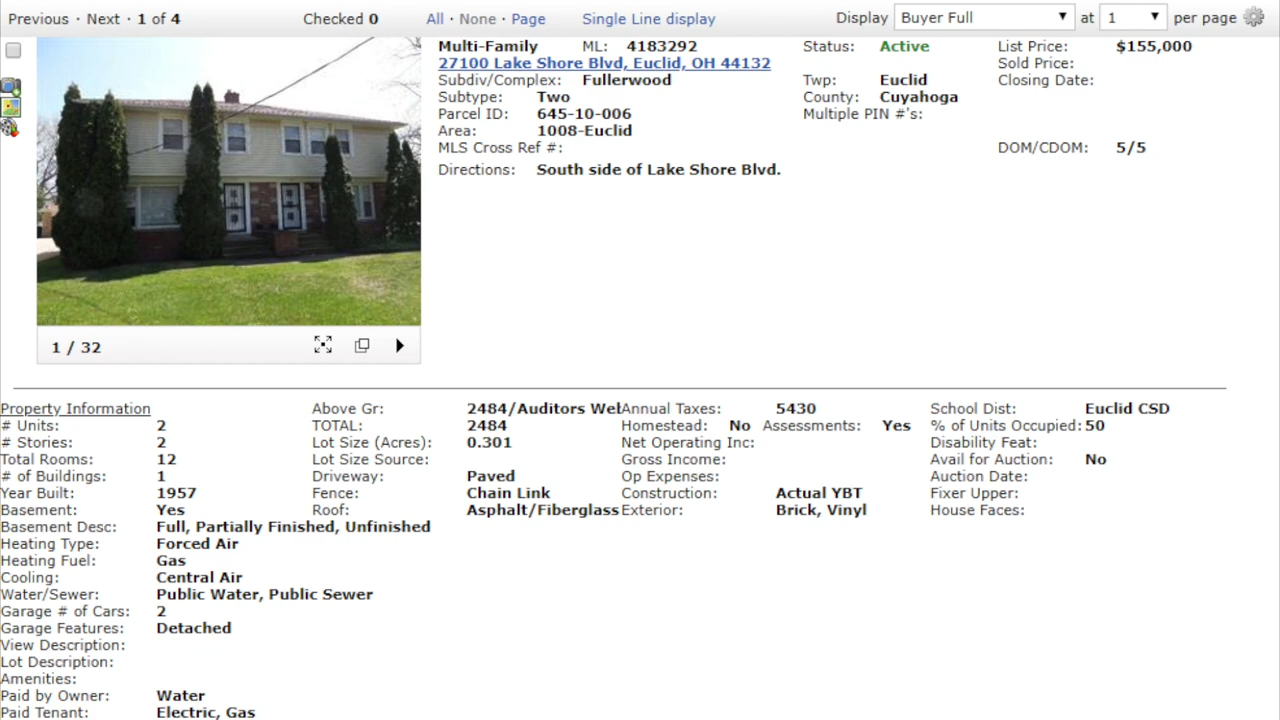 Previous · Next · 1 of 4 Checked 0 All · None · Page Single Line display Display Buyer Full at 1 per page
Multi-Family ML: 4183292 Status: Active List Price: $155,000
27100 Lake Shore Blvd, Euclid, OH 44132 Sold Price:
Subdiv/Complex: Fullerwood Twp: Euclid Closing Date:
Subtype: Two County: Cuyahoga
Parcel ID: 645-10-006 Multiple PIN #'s:
Area: 1008-Euclid
MLS Cross Ref #: DOM/CDOM: 5/5
Directions: South side of Lake Shore Blvd.
1 / 32
Property Information Above Gr: 2484/Auditors Wel Annual Taxes: 5430 School Dist: Euclid CSD
# Units: 2 TOTAL: 2484 Homestead: No Assessments: Yes % of Units Occupied: 50
# Stories: 2 Lot Size (Acres): 0.301 Net Operating Inc: Disability Feat:
Total Rooms: 12 Lot Size Source: Gross Income: Avail for Auction: No
# of Buildings: 1 Driveway: Paved Op Expenses: Auction Date:
Year Built: 1957 Fence: Chain Link Construction: Actual YBT Fixer Upper:
Basement: Yes Roof: Asphalt/Fiberglass Exterior: Brick, Vinyl House Faces:
Basement Desc: Full, Partially Finished, Unfinished
Heating Type: Forced Air
Heating Fuel: Gas
Cooling: Central Air
Water/Sewer: Public Water, Public Sewer
Garage # of Cars: 2
Garage Features: Detached
View Description:
Lot Description:
Amenities:
Paid by Owner: Water
Paid Tenant: Electric, Gas